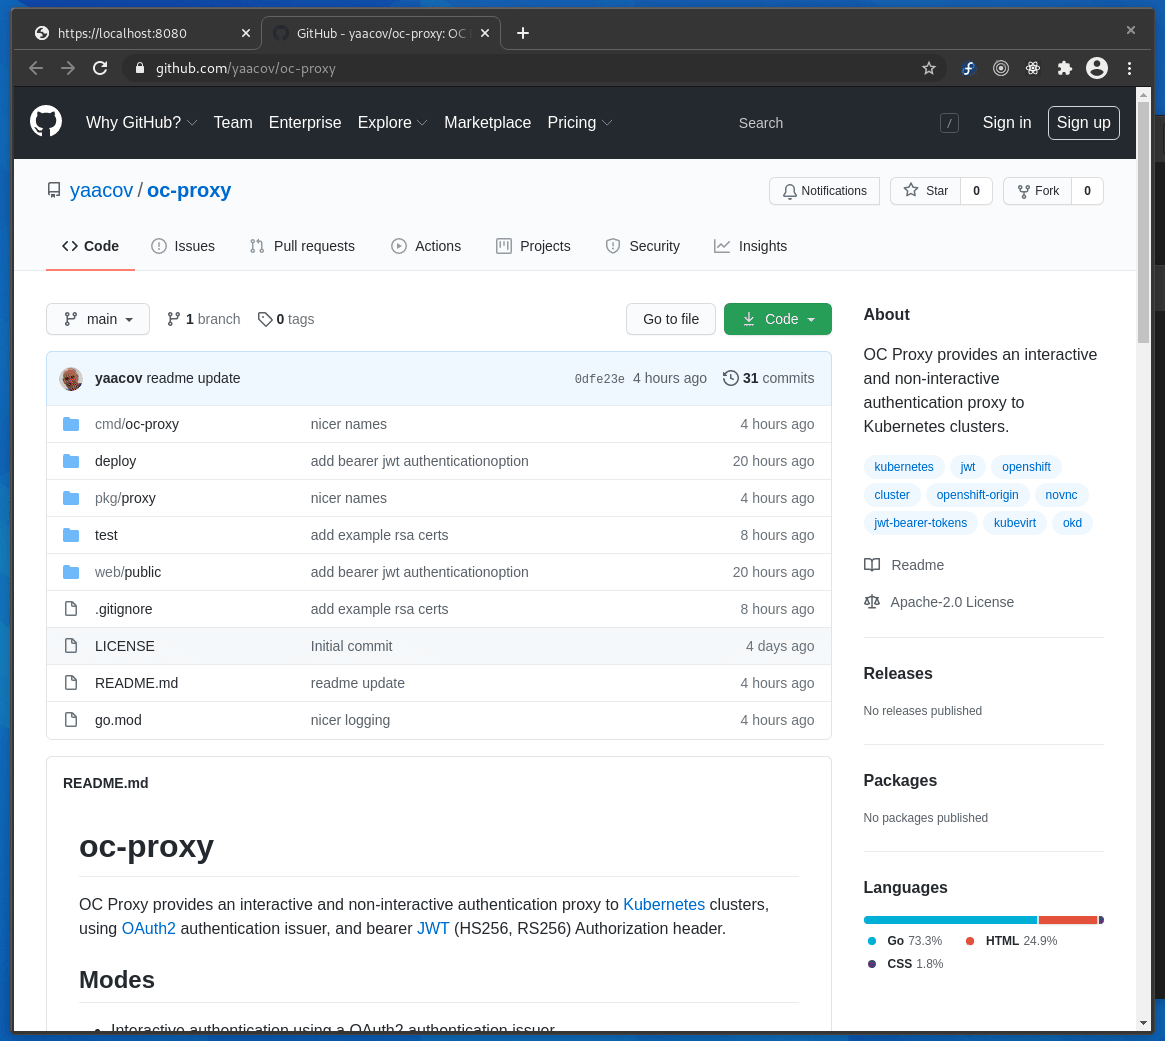 https://localhost:8080
GitHub - yaacov/oc-proxy: OC
github.com/yaacov/oc-proxy
Why GitHub? Team Enterprise Explore Marketplace Pricing Search / Sign in Sign up
yaacov / oc-proxy Notifications Star 0 Fork 0
Code Issues Pull requests Actions Projects Security Insights
main 1 branch 0 tags Go to file Code
yaacov readme update 0dfe23e 4 hours ago 31 commits
cmd/oc-proxy nicer names 4 hours ago
deploy add bearer jwt authenticationoption 20 hours ago
pkg/proxy nicer names 4 hours ago
test add example rsa certs 8 hours ago
web/public add bearer jwt authenticationoption 20 hours ago
.gitignore add example rsa certs 8 hours ago
LICENSE Initial commit 4 days ago
README.md readme update 4 hours ago
go.mod nicer logging 4 hours ago
README.md
oc-proxy
OC Proxy provides an interactive and non-interactive authentication proxy to Kubernetes clusters,
using OAuth2 authentication issuer, and bearer JWT (HS256, RS256) Authorization header.
Modes
Interactive authentication using a OAuth2 authentication issuer
About
OC Proxy provides an interactive
and non-interactive
authentication proxy to
Kubernetes clusters.
kubernetes jwt openshift
cluster openshift-origin novnc
jwt-bearer-tokens kubevirt okd
Readme
Apache-2.0 License
Releases
No releases published
Packages
No packages published
Languages
Go 73.3% HTML 24.9%
CSS 1.8%